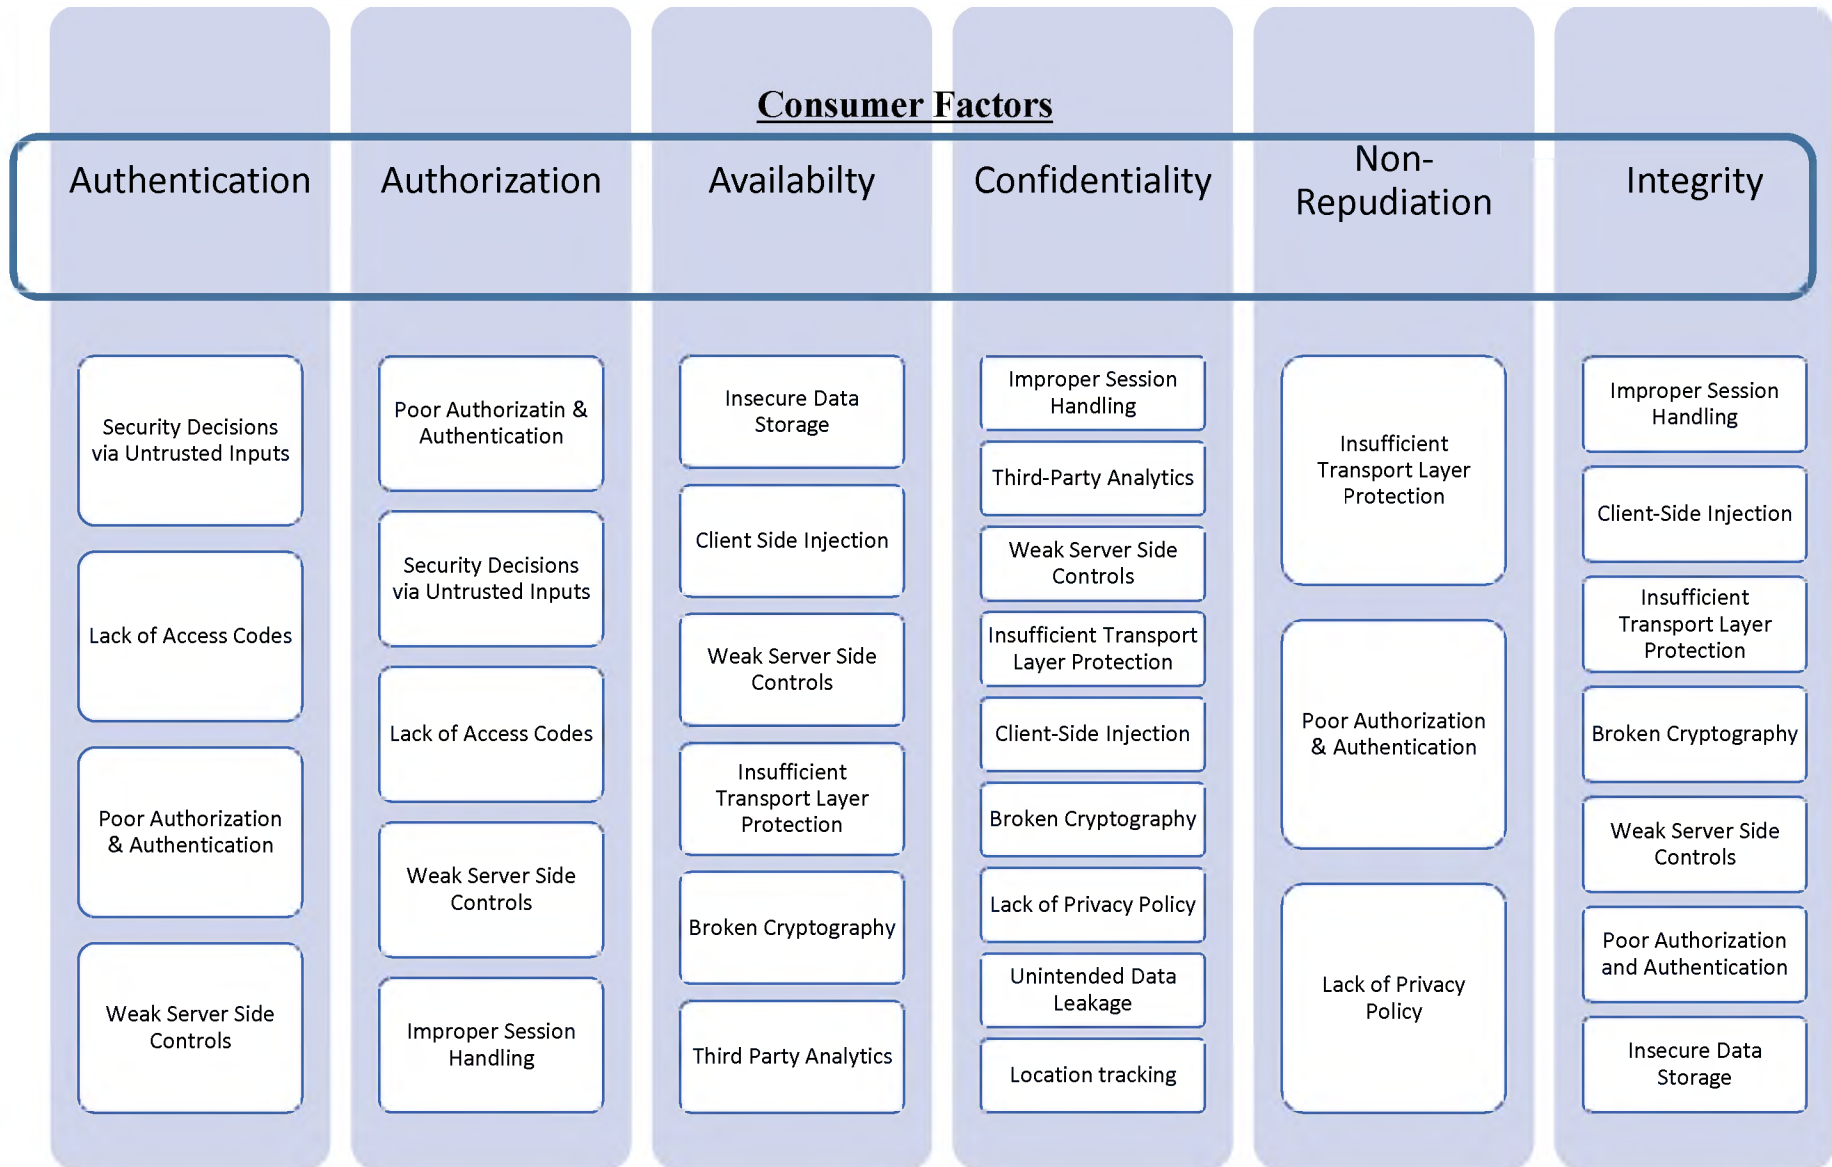 Consumer Factors
Authentication
Authorization
Availabilty
Confidentiality
Non-
Repudiation
Integrity
Security Decisions
via Untrusted Inputs
Lack of Access Codes
Poor Authorization
& Authentication
Weak Server Side
Controls
Poor Authorizatin &
Authentication
Security Decisions
via Untrusted Inputs
Lack of Access Codes
Weak Server Side
Controls
Improper Session
Handling
Insecure Data
Storage
Client Side Injection
Weak Server Side
Controls
Insufficient
Transport Layer
Protection
Broken Cryptography
Third Party Analytics
Improper Session
Handling
Third-Party Analytics
Weak Server Side
Controls
Insufficient Transport
Layer Protection
Client-Side Injection
Broken Cryptography
Lack of Privacy Policy
Unintended Data
Leakage
Location tracking
Insufficient
Transport Layer
Protection
Poor Authorization
& Authentication
Lack of Privacy
Policy
Improper Session
Handling
Client-Side Injection
Insufficient
Transport Layer
Protection
Broken Cryptography
Weak Server Side
Controls
Poor Authorization
and Authentication
Insecure Data
Storage